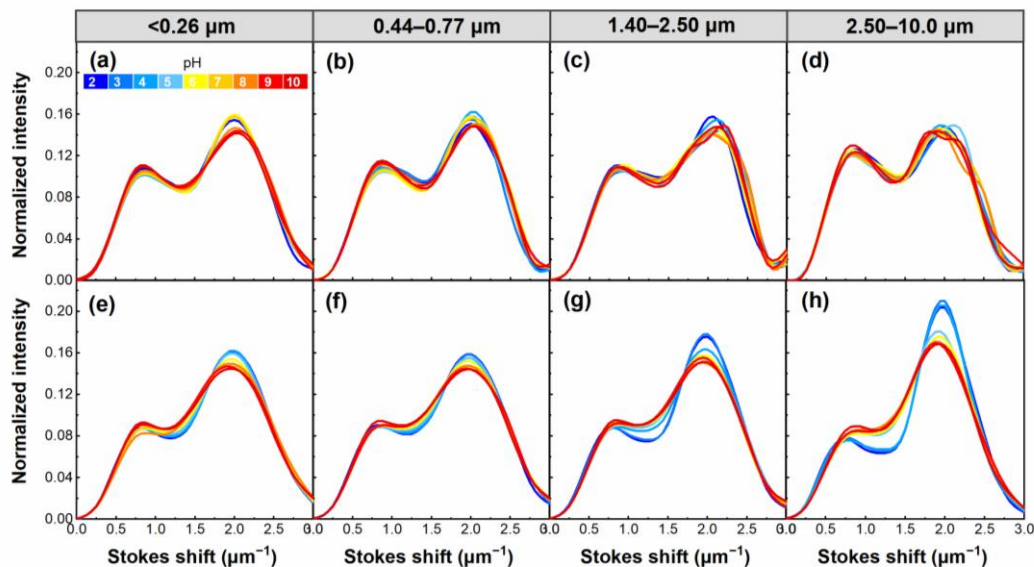 <0.26 µm 0.44–0.77 µm 1.40–2.50 µm 2.50–10.0 µm
(a) (b) (c) (d)
pH
2 3 4 5 6 7 8 9 10
Normalized intensity
0.20
0.16
0.12
0.08
0.04
0.00
(e) (f) (g) (h)
Normalized intensity
0.20
0.16
0.12
0.08
0.04
0.00
0.0 0.5 1.0 1.5 2.0 2.5 3.0 0.0 0.5 1.0 1.5 2.0 2.5 3.0 0.0 0.5 1.0 1.5 2.0 2.5 3.0 0.0 0.5 1.0 1.5 2.0 2.5 3.0
Stokes shift (µm⁻¹) Stokes shift (µm⁻¹) Stokes shift (µm⁻¹) Stokes shift (µm⁻¹)